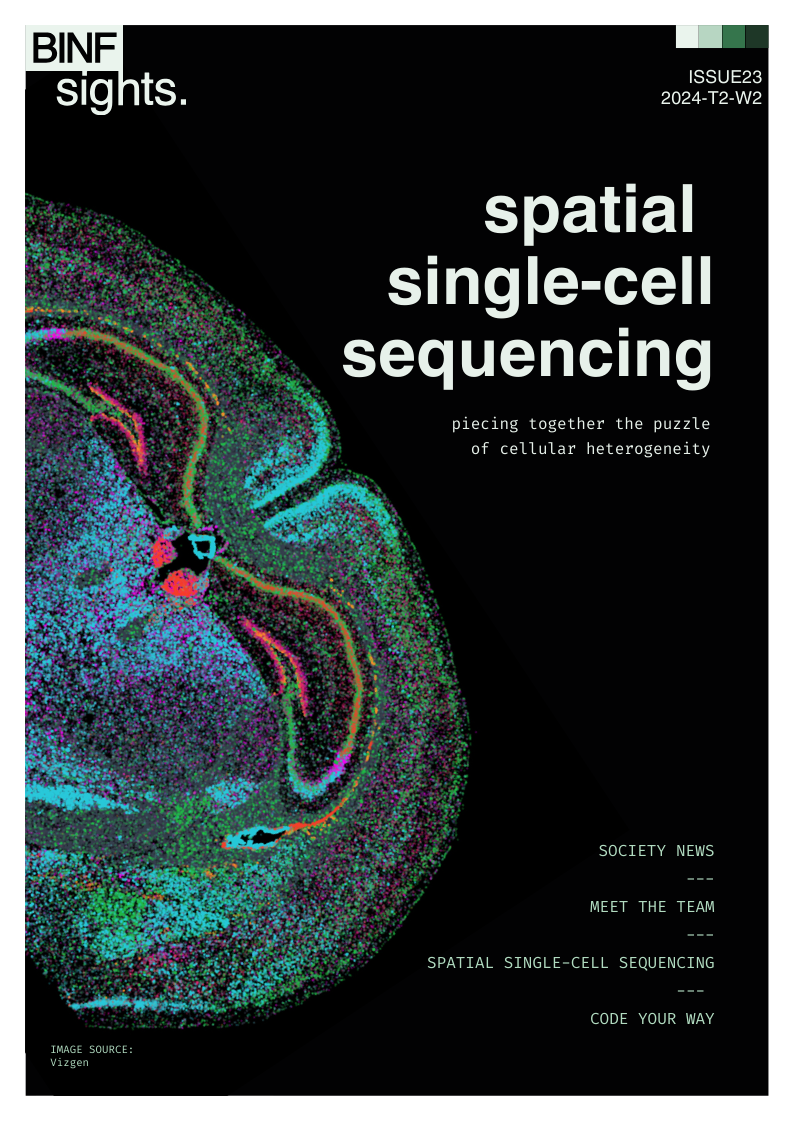 BINF
sights.
ISSUE23
2024-T2-W2
spatial
single-cell
sequencing
piecing together the puzzle
of cellular heterogeneity
SOCIETY NEWS
---
MEET THE TEAM
---
SPATIAL SINGLE-CELL SEQUENCING
---
CODE YOUR WAY
IMAGE SOURCE:
Vizgen